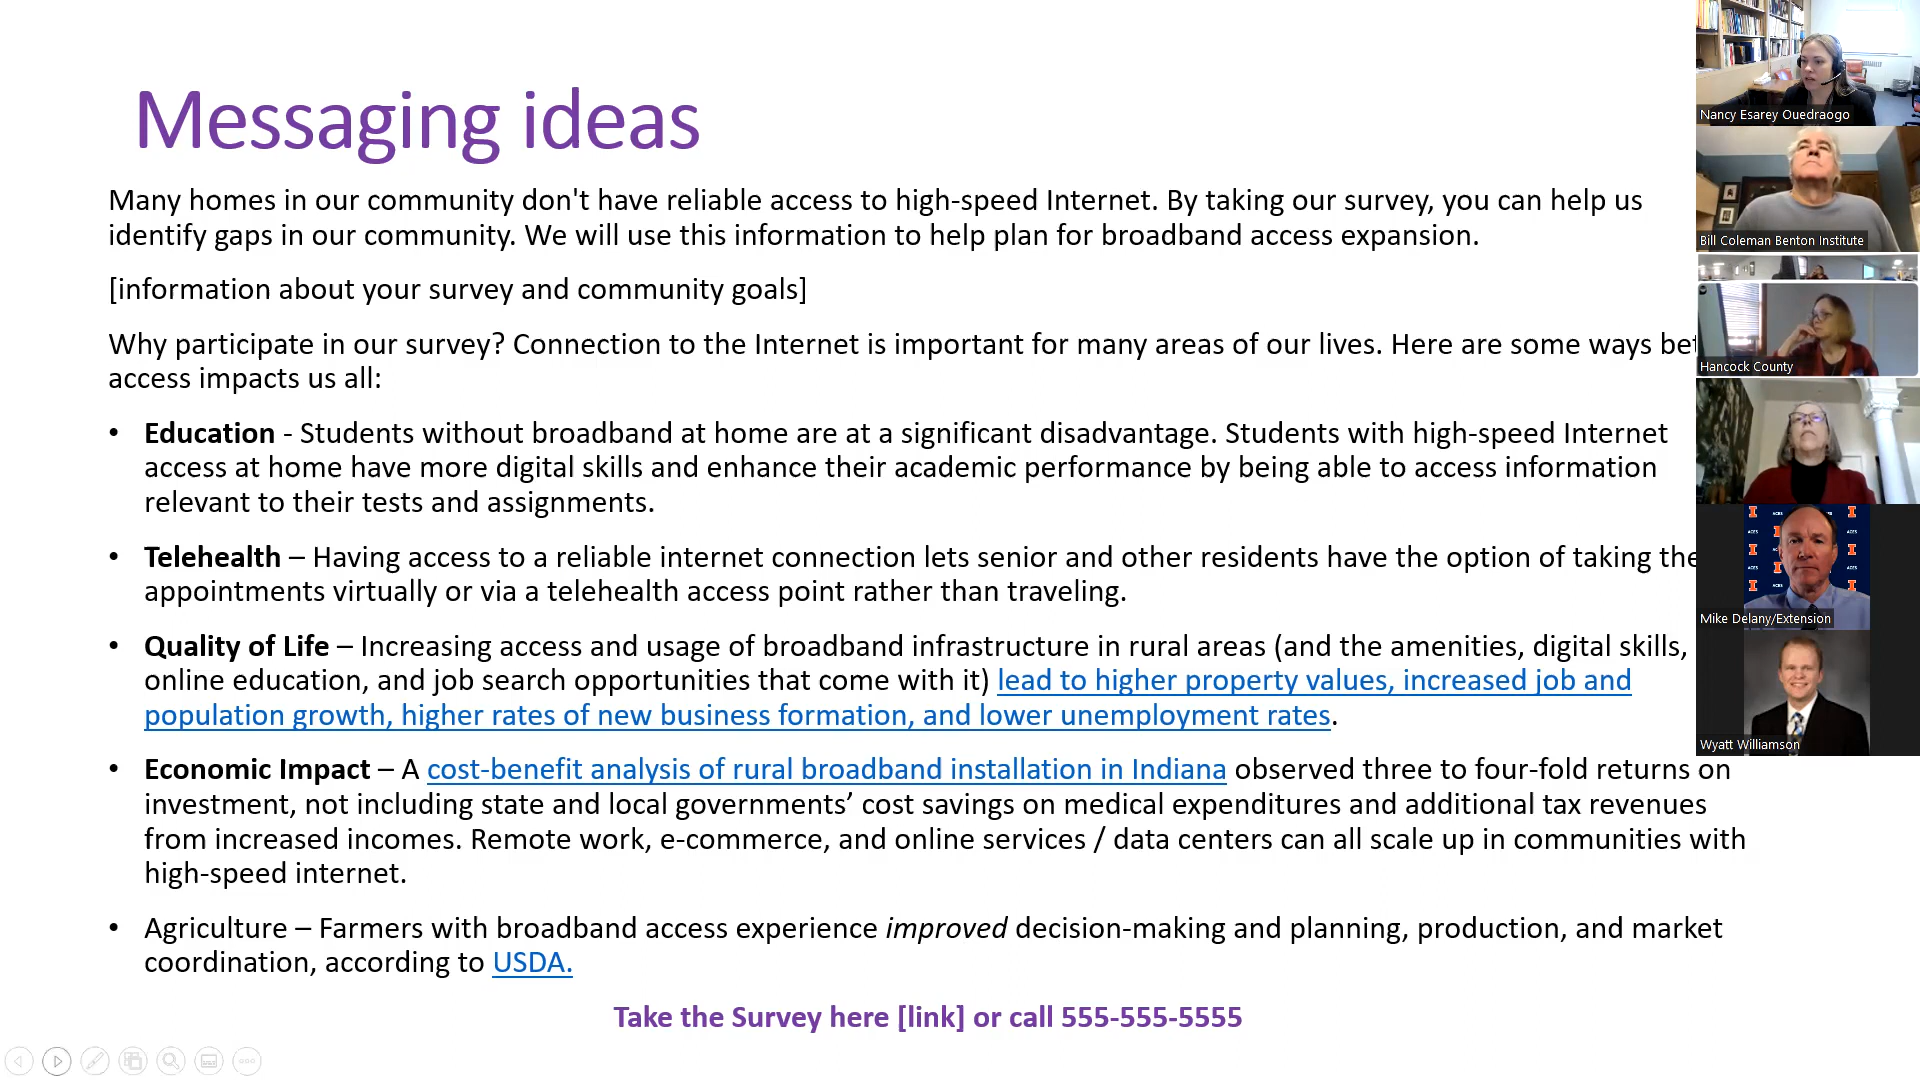 Messaging ideas
Many homes in our community don't have reliable access to high-speed Internet. By taking our survey, you can help us
identify gaps in our community. We will use this information to help plan for broadband access expansion.
[information about your survey and community goals]
Why participate in our survey? Connection to the Internet is important for many areas of our lives. Here are some ways
access impacts us all:
• Education - Students without broadband at home are at a significant disadvantage. Students with high-speed Internet
access at home have more digital skills and enhance their academic performance by being able to access information
relevant to their tests and assignments.
• Telehealth – Having access to a reliable internet connection lets senior and other residents have the option of taking
appointments virtually or via a telehealth access point rather than traveling.
• Quality of Life – Increasing access and usage of broadband infrastructure in rural areas (and the amenities, digital skills,
online education, and job search opportunities that come with it) lead to higher property values, increased job and
population growth, higher rates of new business formation, and lower unemployment rates.
• Economic Impact – A cost-benefit analysis of rural broadband installation in Indiana observed three to four-fold returns on
investment, not including state and local governments’ cost savings on medical expenditures and additional tax revenues
from increased incomes. Remote work, e-commerce, and online services / data centers can all scale up in communities with
high-speed internet.
• Agriculture – Farmers with broadband access experience improved decision-making and planning, production, and market
coordination, according to USDA.
Take the Survey here [link] or call 555-555-5555
Nancy Esarey Ouedraogo
Bill Coleman Benton Institute
Hancock County
Mike Delany/Extension
Wyatt Williamson